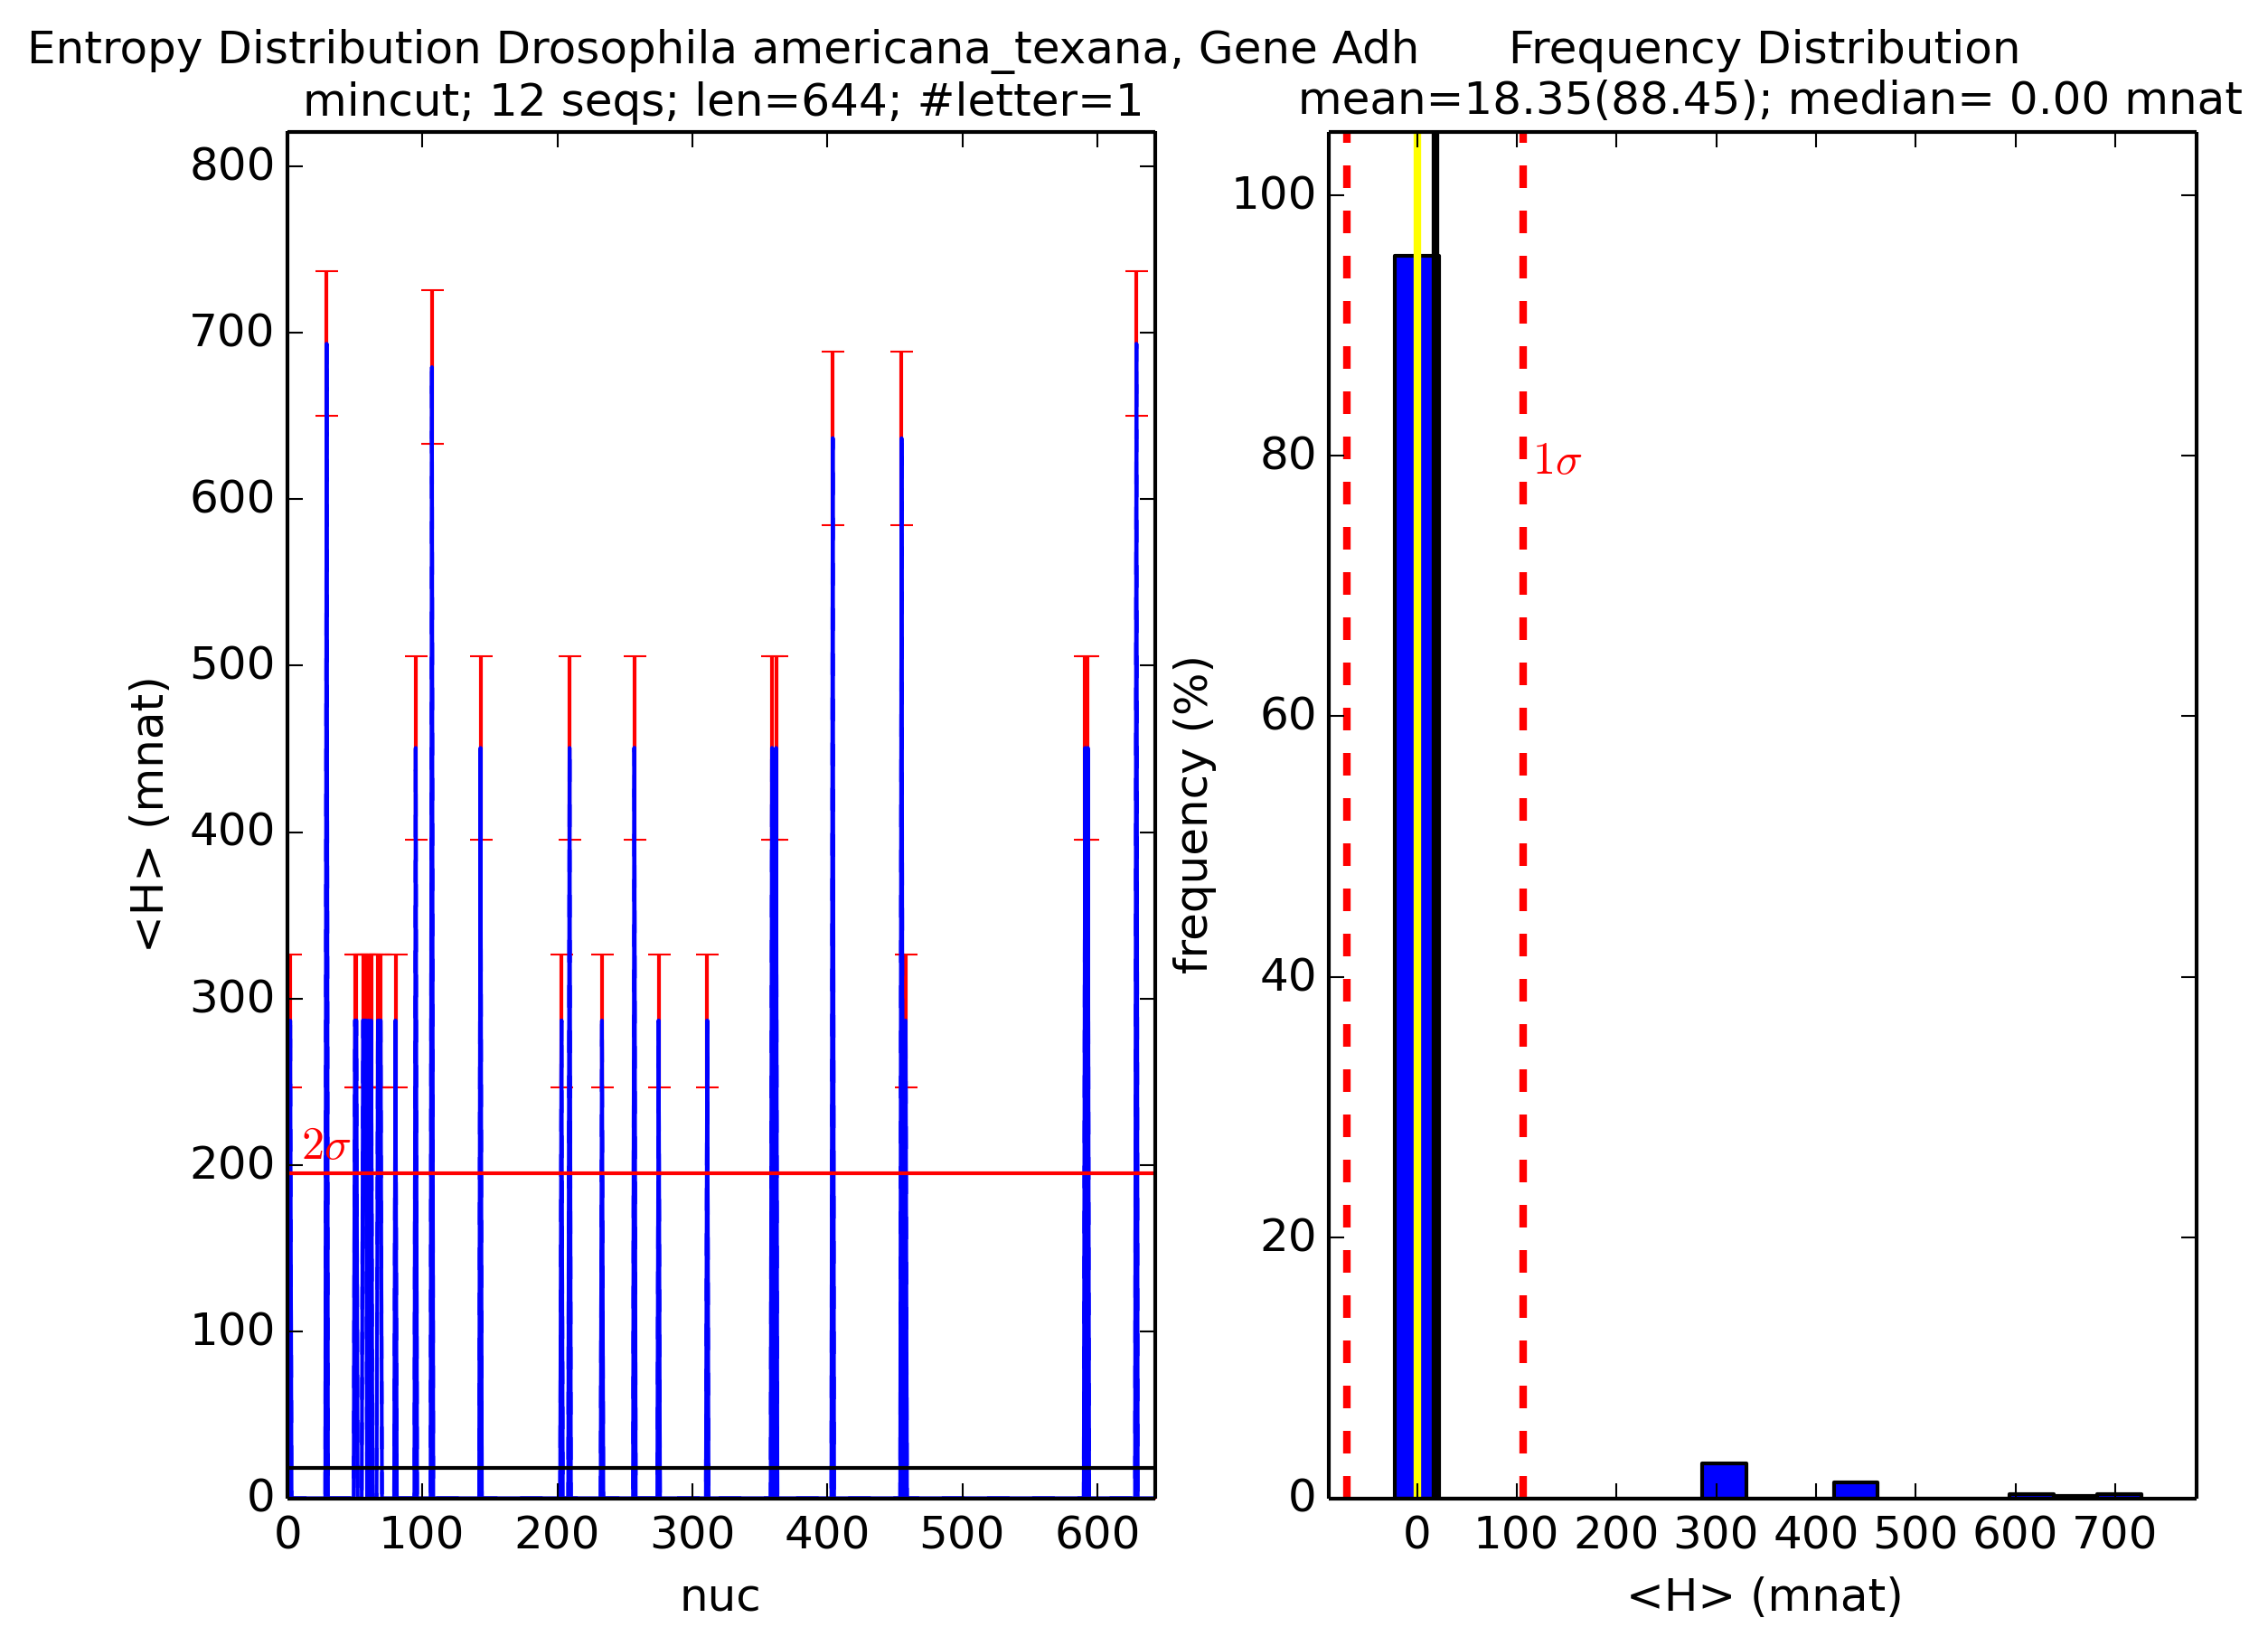 Entropy Distribution Drosophila americana_texana, Gene Adh
mincut; 12 seqs; len=644; #letter=1
800
700
600
500
400
300
200
100
0
<H> (mnat)
2σ
0 100 200 300 400 500 600
nuc
Frequency Distribution
mean=18.35(88.45); median= 0.00 mnat
100
80
60
40
20
0
frequency (%)
1σ
0 100 200 300 400 500 600 700
<H> (mnat)